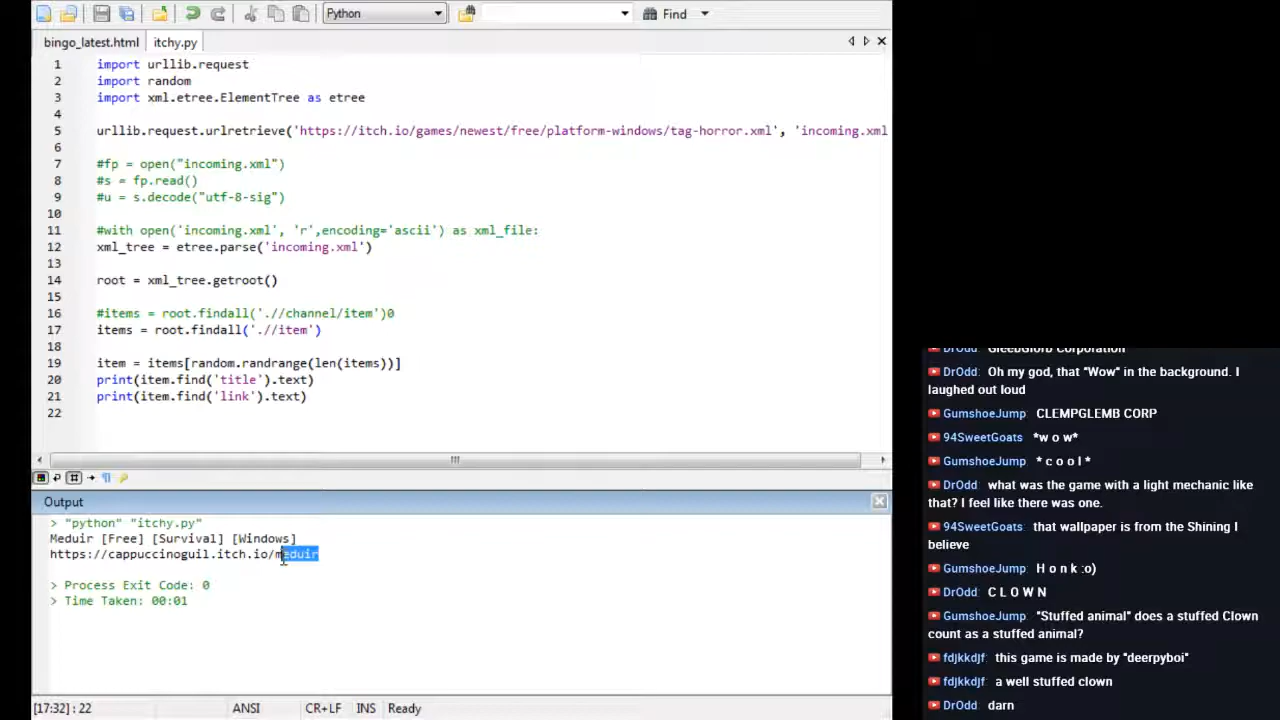 Python
Find
bingo_latest.html
itchy.py
1 import urllib.request
2 import random
3 import xml.etree.ElementTree as etree
4
5 urllib.request.urlretrieve('https://itch.io/games/newest/free/platform-windows/tag-horror.xml', 'incoming.xml
6
7 #fp = open("incoming.xml")
8 #s = fp.read()
9 #u = s.decode("utf-8-sig")
10
11 #with open('incoming.xml', 'r',encoding='ascii') as xml_file:
12 xml_tree = etree.parse('incoming.xml')
13
14 root = xml_tree.getroot()
15
16 #items = root.findall('.//channel/item')0
17 items = root.findall('.//item')
18
19 item = items[random.randrange(len(items))]
20 print(item.find('title').text)
21 print(item.find('link').text)
22
Output
> "python" "itchy.py"
Meduir [Free] [Survival] [Windows]
https://cappuccinoguil.itch.io/meduir
> Process Exit Code: 0
> Time Taken: 00:01
[17:32] : 22 ANSI CR+LF INS Ready
DrOdd: GleebGlorb Corporation
DrOdd: Oh my god, that "Wow" in the background. I
laughed out loud
GumshoeJump: CLEMPGLEMB CORP
94SweetGoats: *w o w*
GumshoeJump: * c o o l *
DrOdd: what was the game with a light mechanic like
that? I feel like there was one.
94SweetGoats: that wallpaper is from the Shining I
believe
GumshoeJump: H o n k :o)
DrOdd: C L O W N
GumshoeJump: "Stuffed animal" does a stuffed Clown
count as a stuffed animal?
fdjkkdjf: this game is made by "deerpyboi"
fdjkkdjf: a well stuffed clown
DrOdd: darn